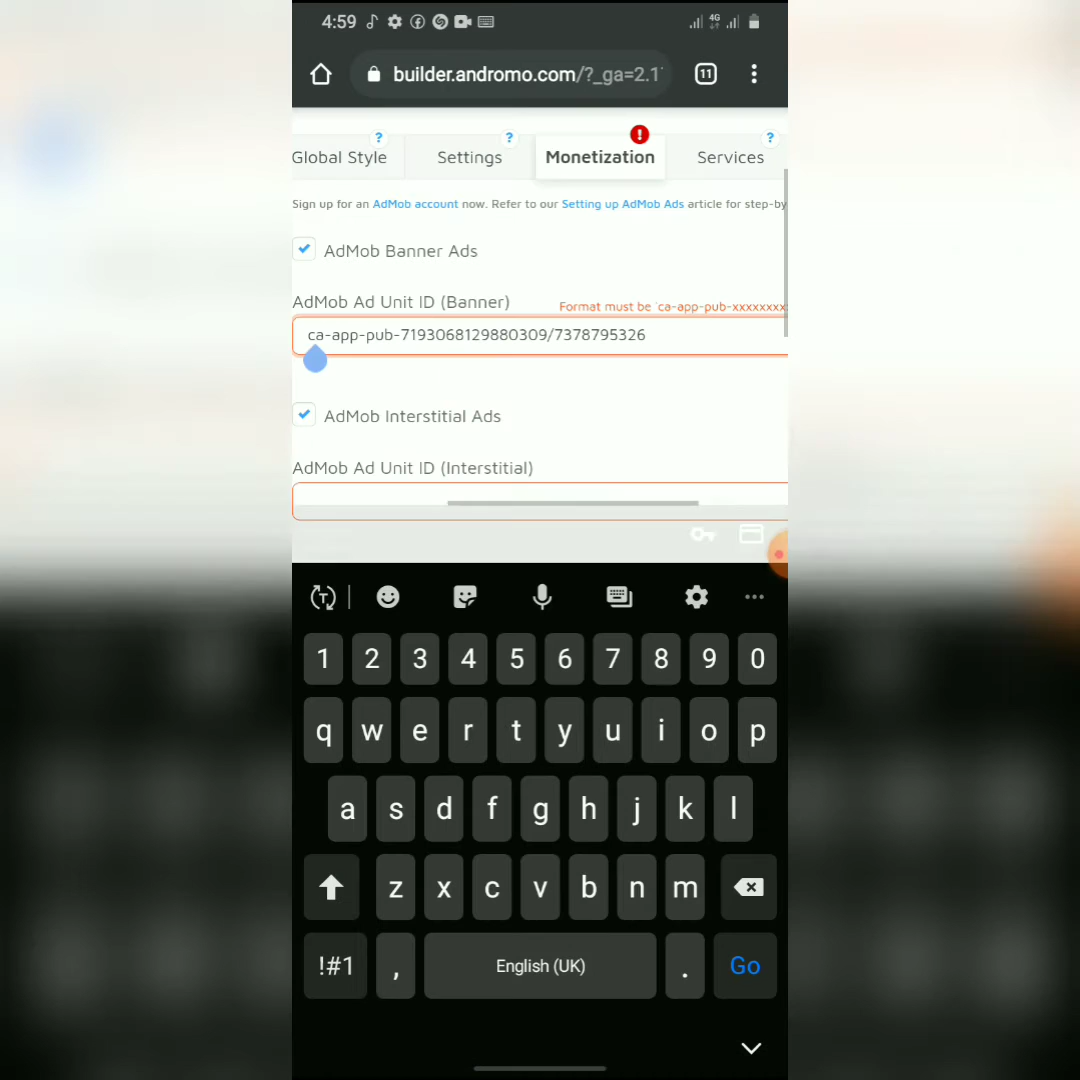 4:59 4G
builder.andromo.com/?_ga=2.1 11
? ? ! ?
Global Style Settings Monetization Services
Sign up for an AdMob account now. Refer to our Setting up AdMob Ads article for step-by
AdMob Banner Ads
AdMob Ad Unit ID (Banner) Format must be 'ca-app-pub-xxxxxxxx
ca-app-pub-7193068129880309/7378795326
AdMob Interstitial Ads
AdMob Ad Unit ID (Interstitial)
T
1 2 3 4 5 6 7 8 9 0
q w e r t y u i o p
a s d f g h j k l
z x c v b n m
!#1 , English (UK) . Go